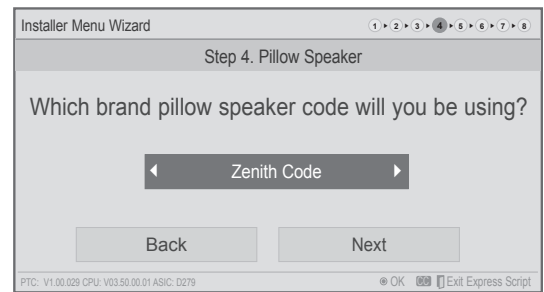 Installer Menu Wizard 1 2 3 4 5 6 7 8
Step 4. Pillow Speaker
Which brand pillow speaker code will you be using?
Zenith Code
Back Next
PTC: V1.00.029 CPU: V03.50.00.01 ASIC: D279 OK Exit Express Script